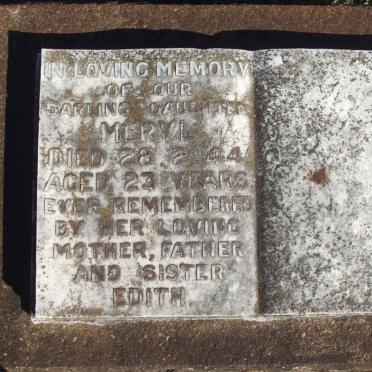 IN LOVING MEMORY
OF OUR
DARLING DAUGHTER
MERYL
DIED 28. 2. 44
AGED 23 YEARS
EVER REMEMBERED
BY HER LOVING
MOTHER, FATHER
AND SISTER
EDITH